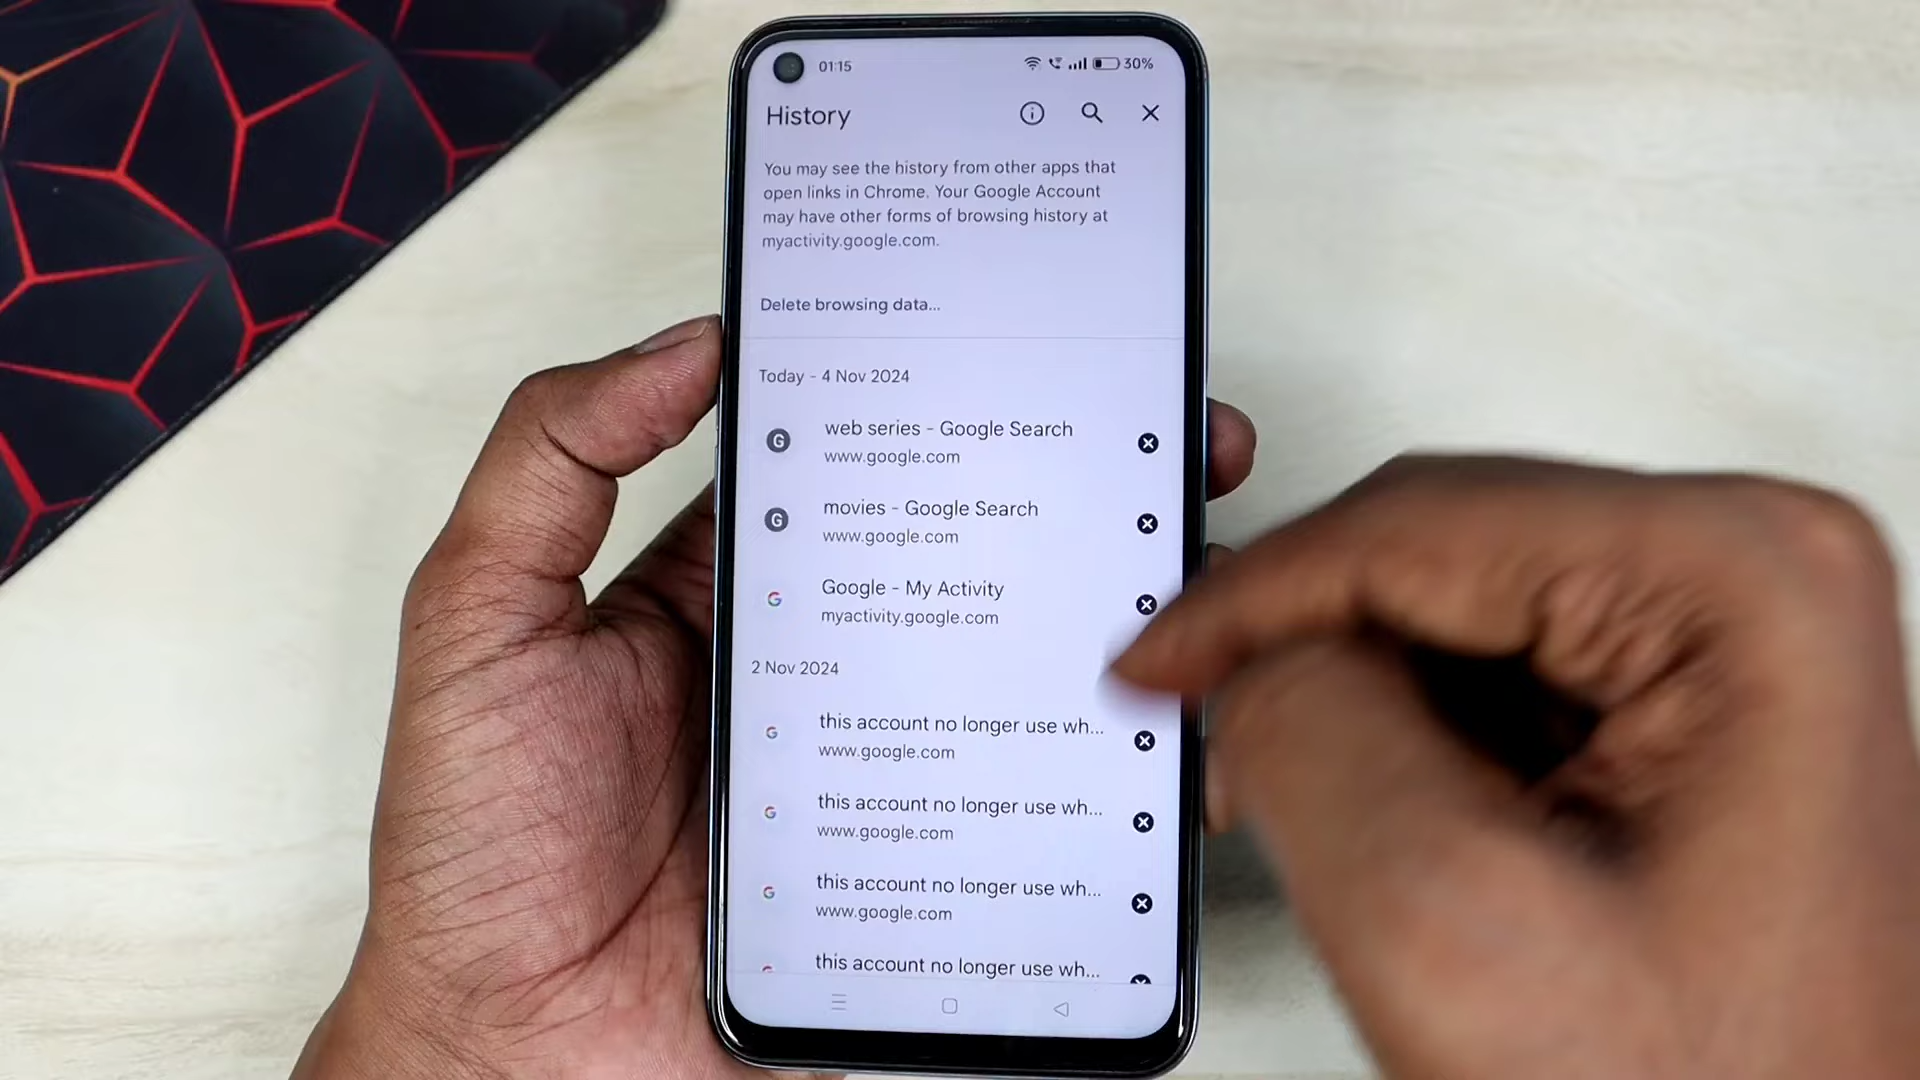 01:15
30%
History
You may see the history from other apps that
open links in Chrome. Your Google Account
may have other forms of browsing history at
myactivity.google.com.
Delete browsing data...
Today - 4 Nov 2024
G
web series - Google Search
www.google.com
G
movies - Google Search
www.google.com
G
Google - My Activity
myactivity.google.com
2 Nov 2024
G
this account no longer use wh...
www.google.com
G
this account no longer use wh...
www.google.com
G
this account no longer use wh...
www.google.com
this account no longer use wh...